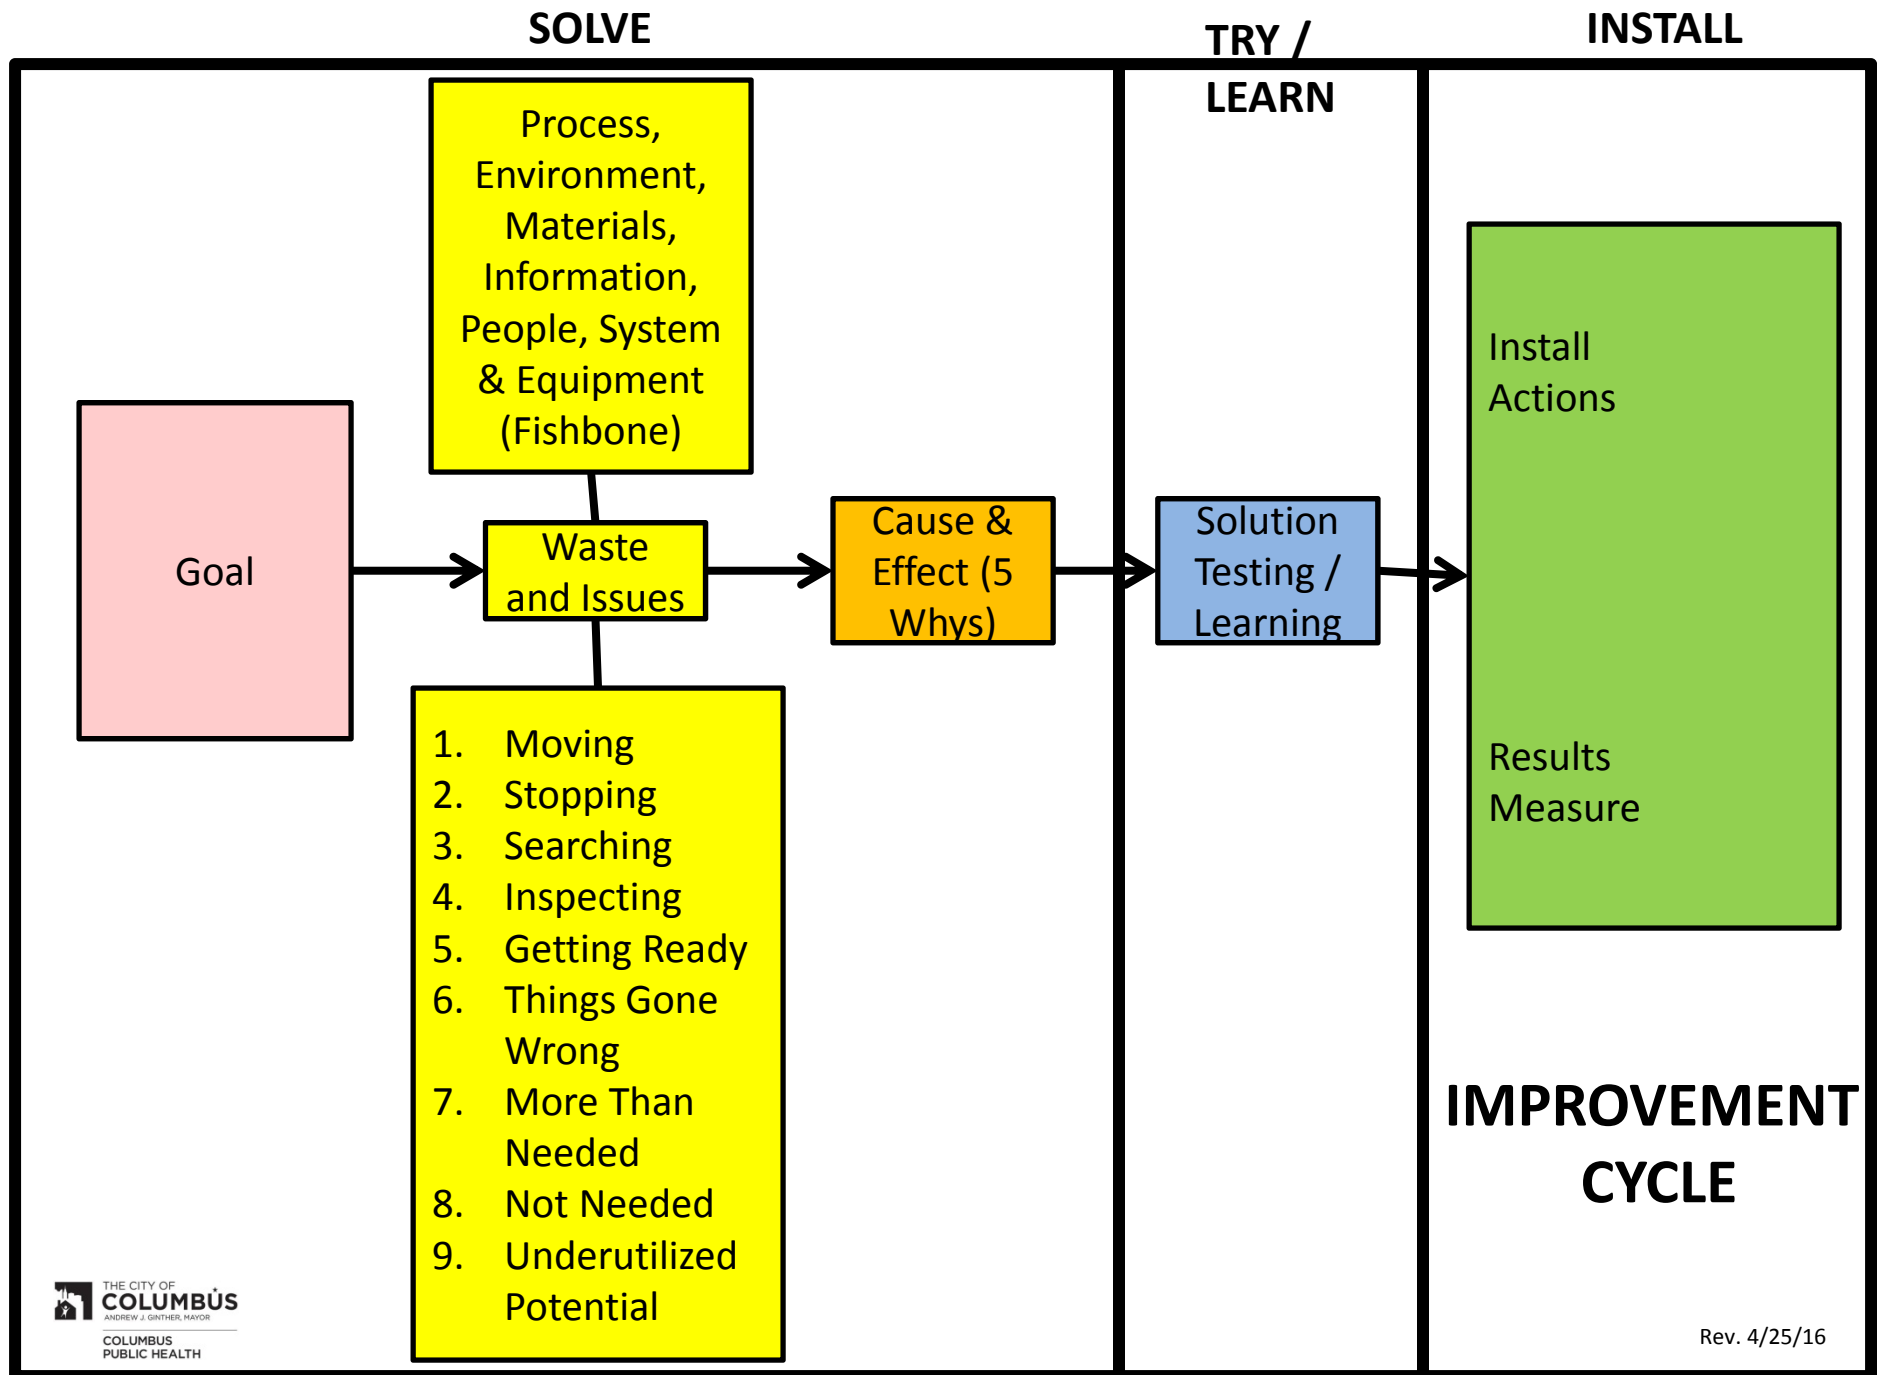 SOLVE
TRY /
LEARN
INSTALL
Process,
Environment,
Materials,
Information,
People, System
& Equipment
(Fishbone)
Goal
Waste
and Issues
Cause &
Effect (5
Whys)
Solution
Testing /
Learning
Install
Actions
Results
Measure
1. Moving
2. Stopping
3. Searching
4. Inspecting
5. Getting Ready
6. Things Gone
Wrong
7. More Than
Needed
8. Not Needed
9. Underutilized
Potential
IMPROVEMENT
CYCLE
THE CITY OF
COLUMBUS
ANDREW J. GINTHER, MAYOR
COLUMBUS
PUBLIC HEALTH
Rev. 4/25/16